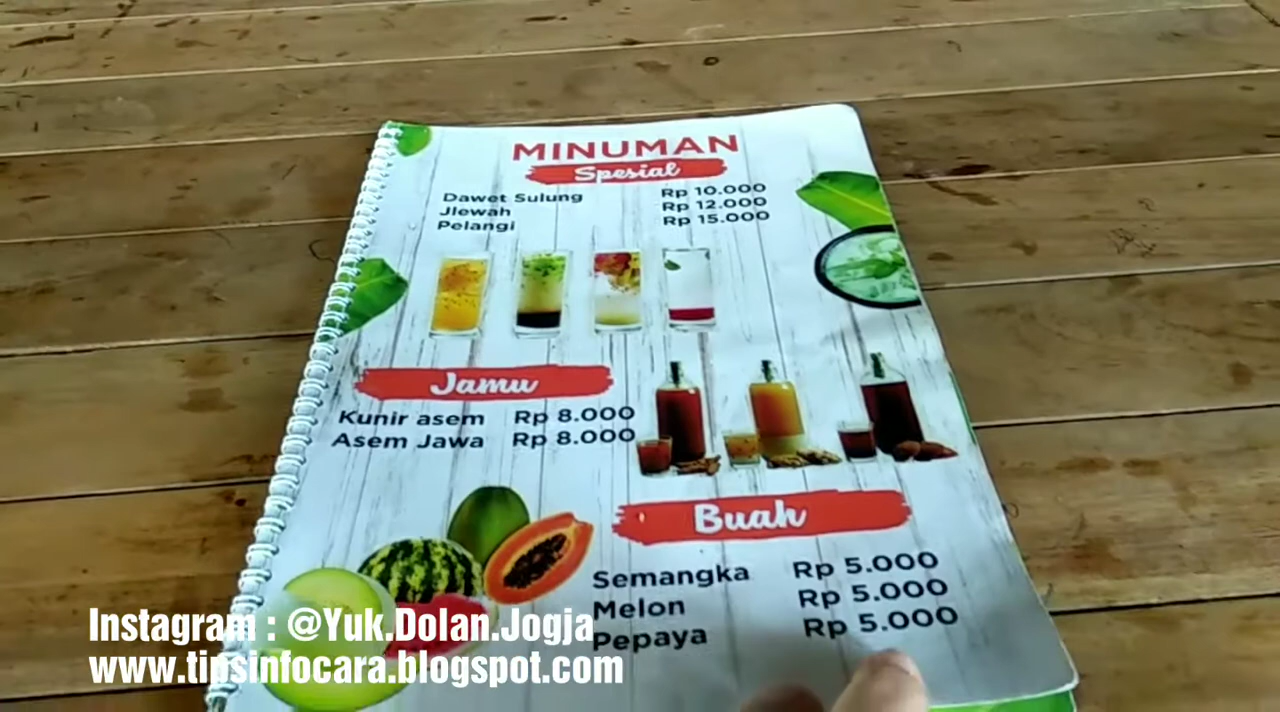 MINUMAN
Spesial
Dawet Sulung Rp 10.000
Jlewah Rp 12.000
Pelangi Rp 15.000
Jamu
Kunir asem Rp 8.000
Asem Jawa Rp 8.000
Buah
Semangka Rp 5.000
Melon Rp 5.000
Pepaya Rp 5.000
Instagram : @Yuk.Dolan.Jogja
www.tipsinfocara.blogspot.com